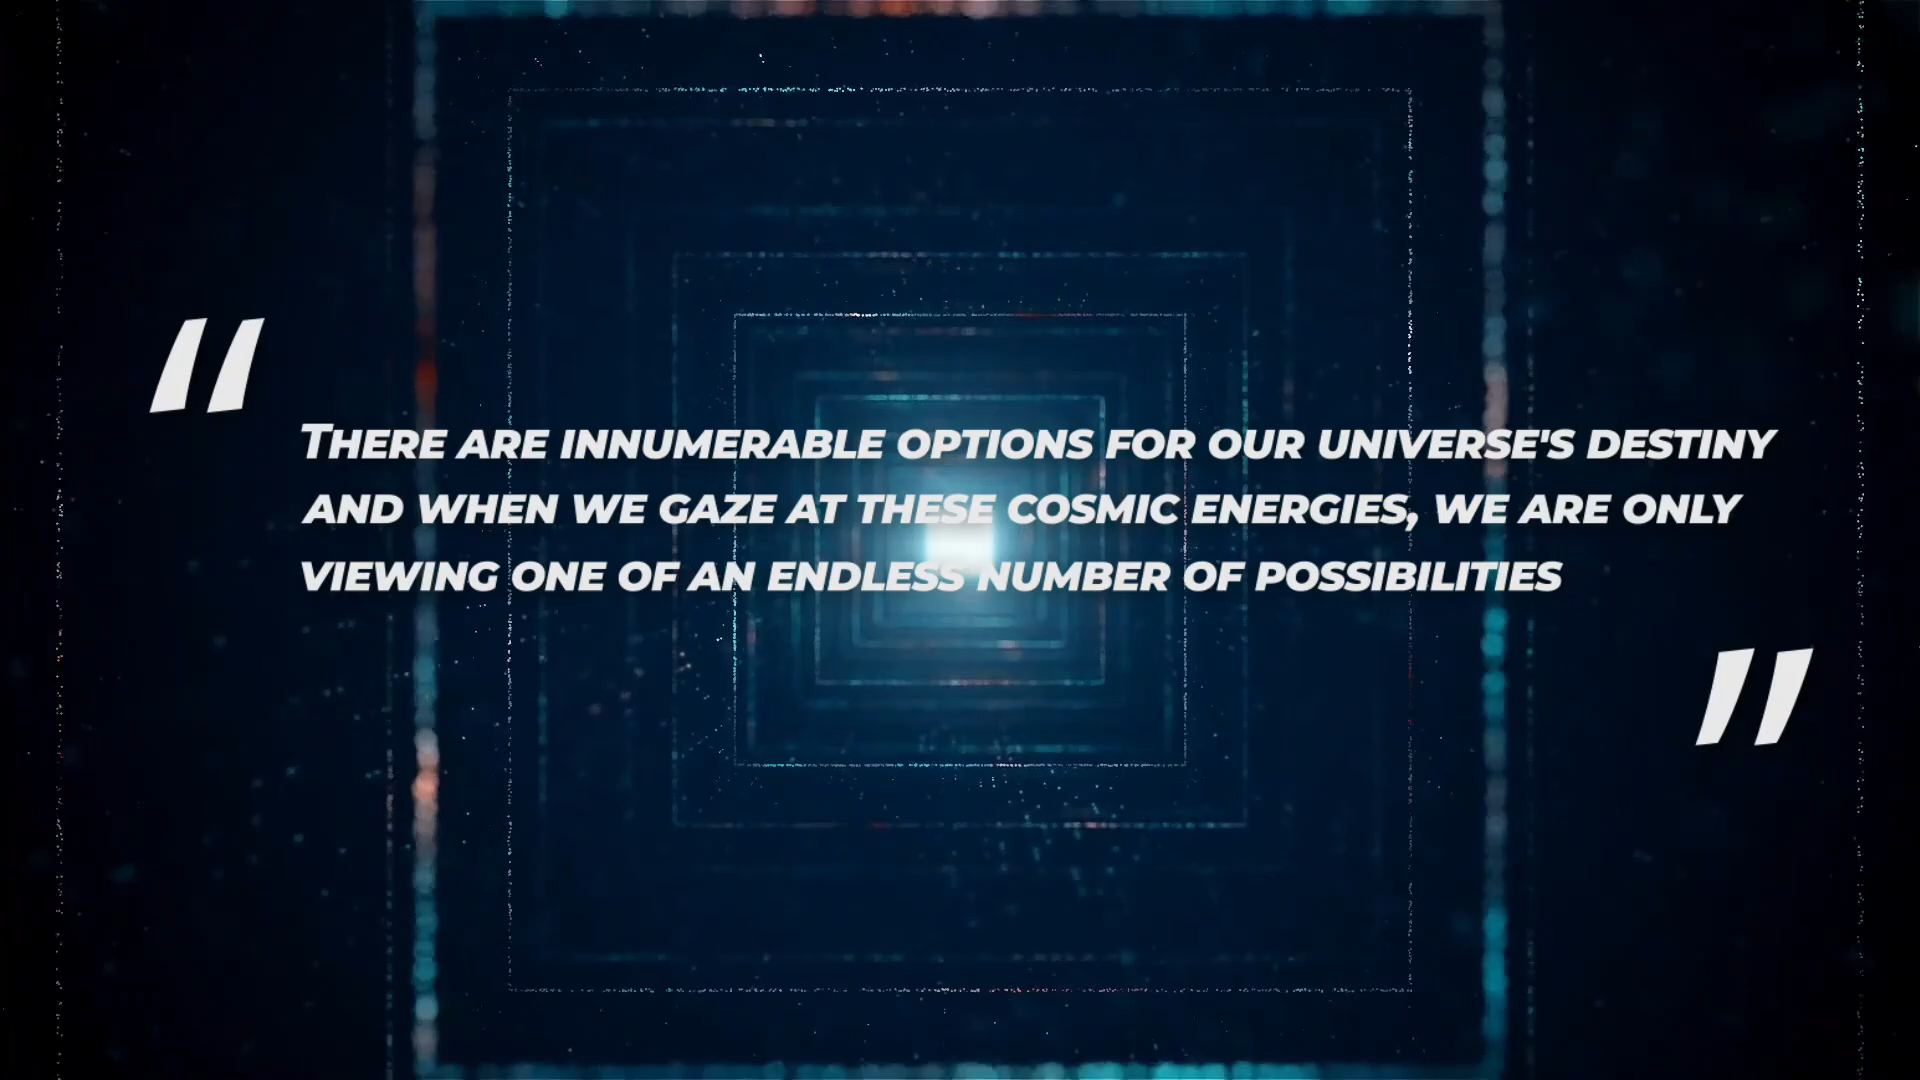 “
THERE ARE INNUMERABLE OPTIONS FOR OUR UNIVERSE'S DESTINY
AND WHEN WE GAZE AT THESE COSMIC ENERGIES, WE ARE ONLY
VIEWING ONE OF AN ENDLESS NUMBER OF POSSIBILITIES
”